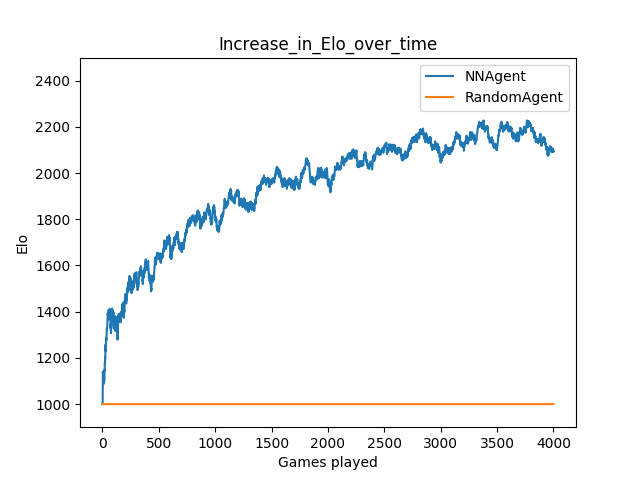 Increase_in_Elo_over_time
NNAgent
RandomAgent
2400
2200
2000
1800
1600
1400
1200
1000
Elo
0 500 1000 1500 2000 2500 3000 3500 4000
Games played